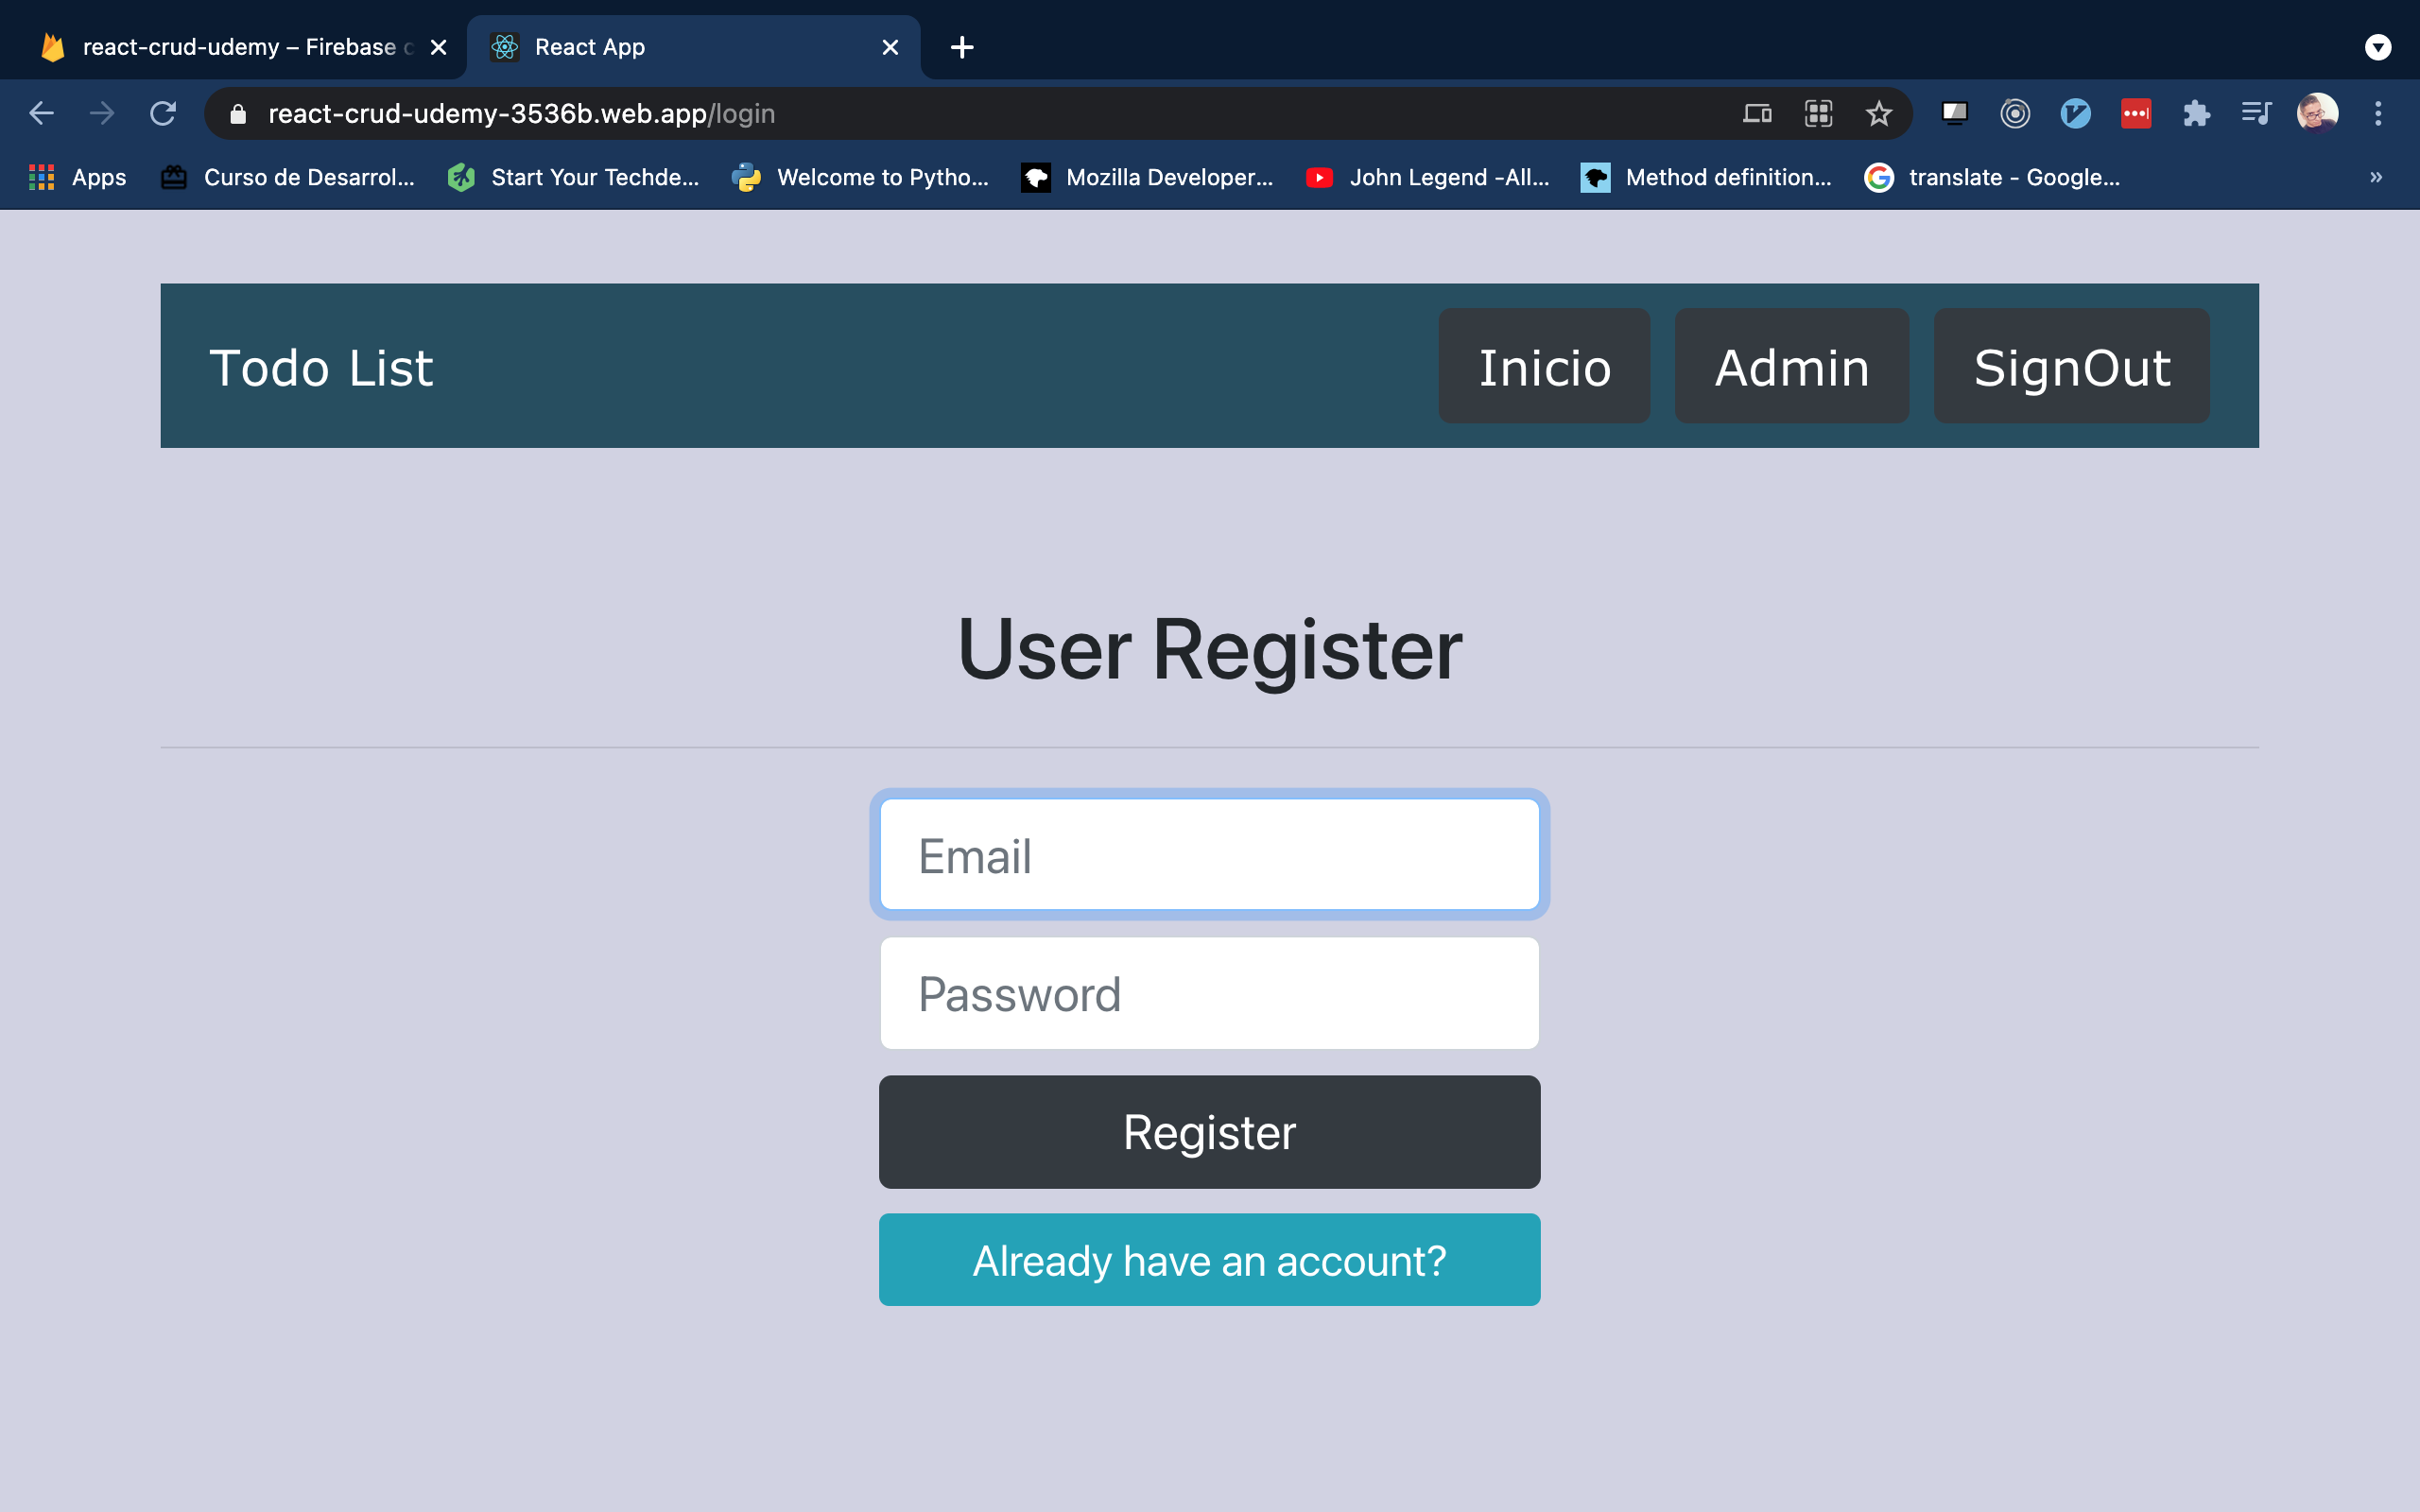 react-crud-udemy – Firebase c
React App
react-crud-udemy-3536b.web.app/login
Apps
Curso de Desarrol...
Start Your Techde...
Welcome to Pytho...
Mozilla Developer...
John Legend -All...
Method definition...
translate - Google...
Todo List
Inicio
Admin
SignOut
User Register
Email
Password
Register
Already have an account?